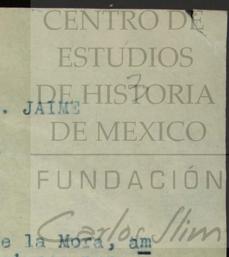 CENTRO DE
ESTUDIOS
DE HISTORIA
. JAIME
DE MEXICO
FUNDACIÓN
Carlos Slim
e la Mora, am